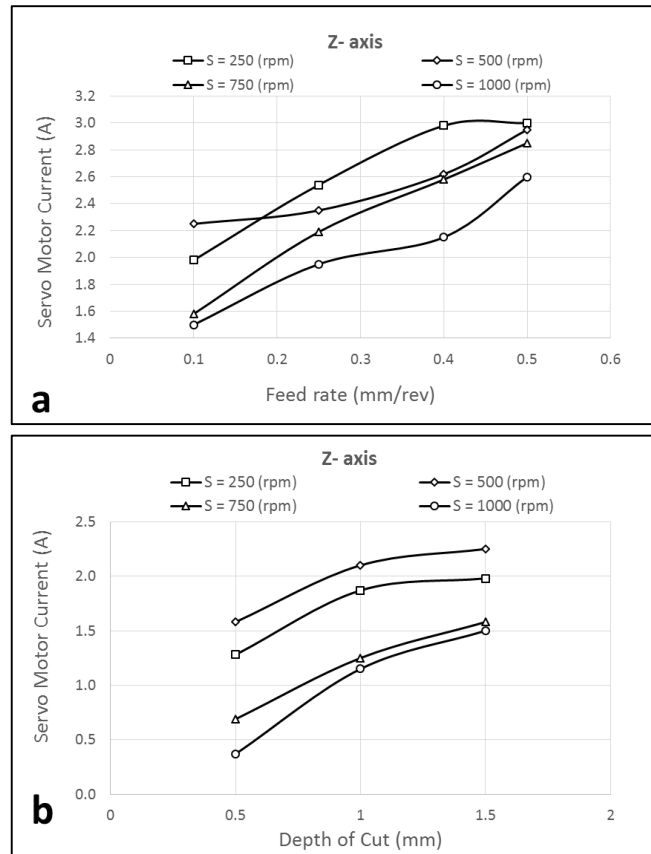 Z- axis
S = 250 (rpm) S = 500 (rpm)
S = 750 (rpm) S = 1000 (rpm)
3.2
3.0
2.8
2.6
2.4
2.2
2.0
1.8
1.6
1.4
Servo Motor Current (A)
0 0.1 0.2 0.3 0.4 0.5 0.6
Feed rate (mm/rev)
a
Z- axis
S = 250 (rpm) S = 500 (rpm)
S = 750 (rpm) S = 1000 (rpm)
2.5
2.0
1.5
1.0
0.5
0.0
Servo Motor Current (A)
0 0.5 1 1.5 2
Depth of Cut (mm)
b